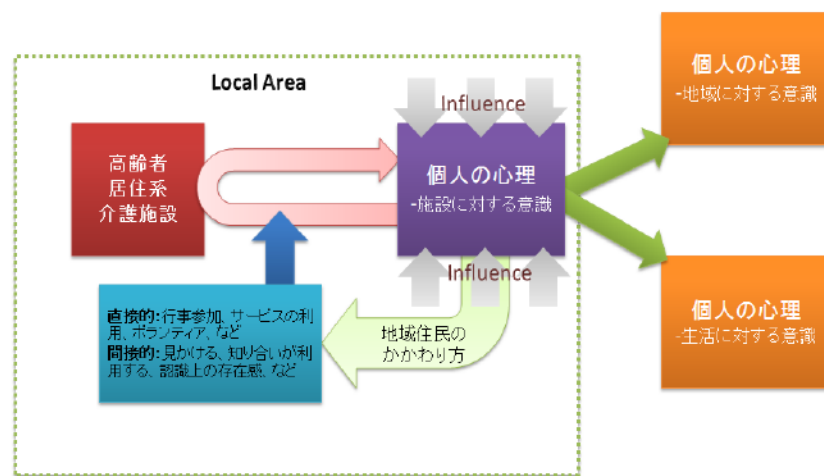 Local Area
高齢者
居住系
介護施設
Influence
個人の心理
-施設に対する意識
Influence
直接的:行事参加、サービスの利
用、ボランティア、など
間接的:見かける、知り合いが利
用する、認識上の存在感、など
地域住民の
かかわり方
個人の心理
-地域に対する意識
個人の心理
-生活に対する意識